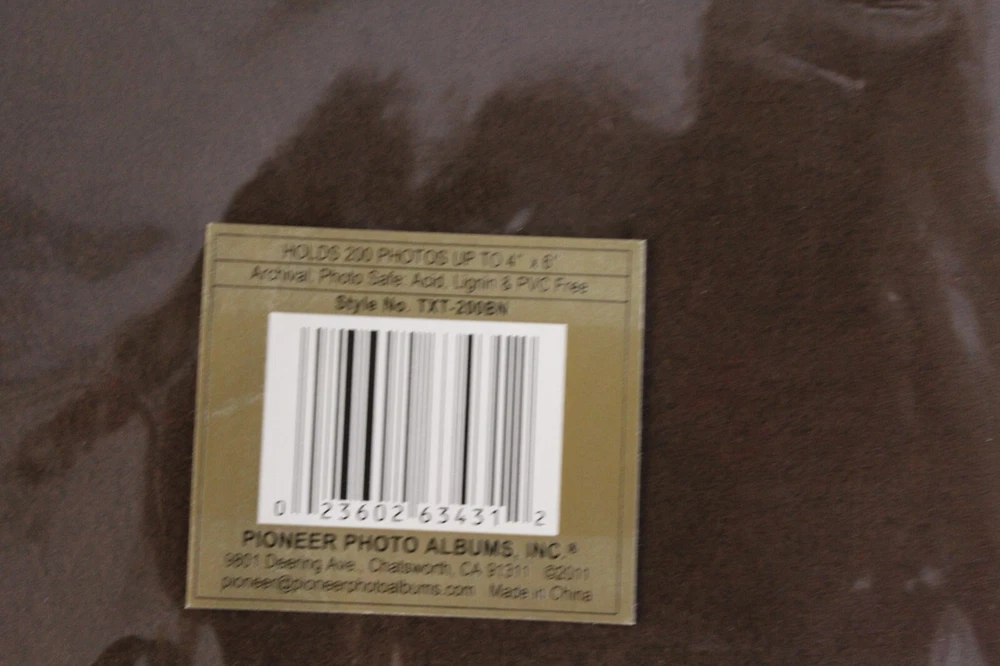 HOLDS 200 PHOTOS UP TO 4" x 6"
Archival, Photo Safe: Acid, Lignin & PVC Free
Style No. TXT-200BN
0 23602 63431 2
PIONEER PHOTO ALBUMS, INC.®
9801 Deering Ave., Chatsworth, CA 91311 ©2011
pioneer@pioneerphotoalbums.com Made in China